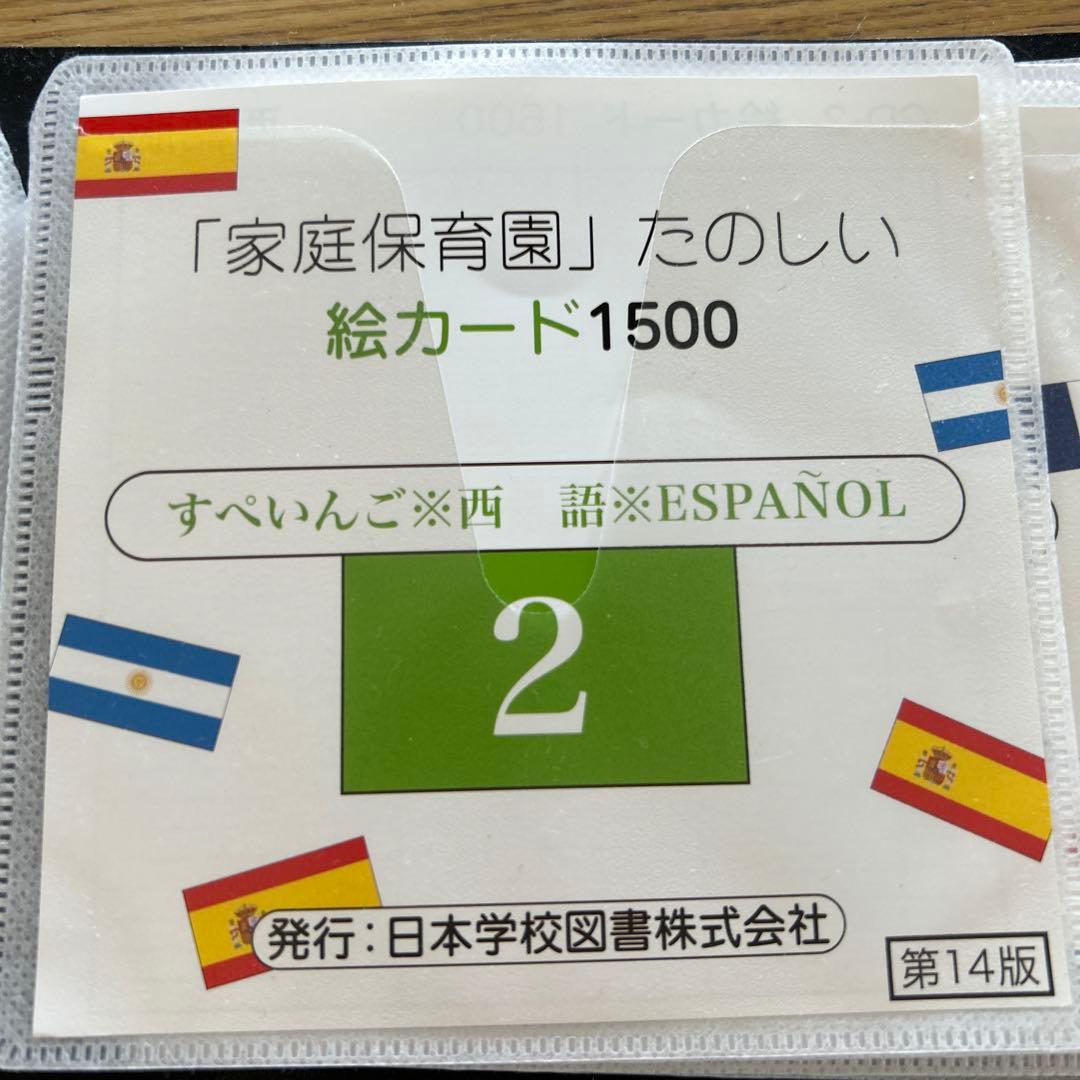 「家庭保育園」たのしい
絵カード1500
すぺいんご※西　語※ESPAÑOL
2
発行:日本学校図書株式会社
第14版